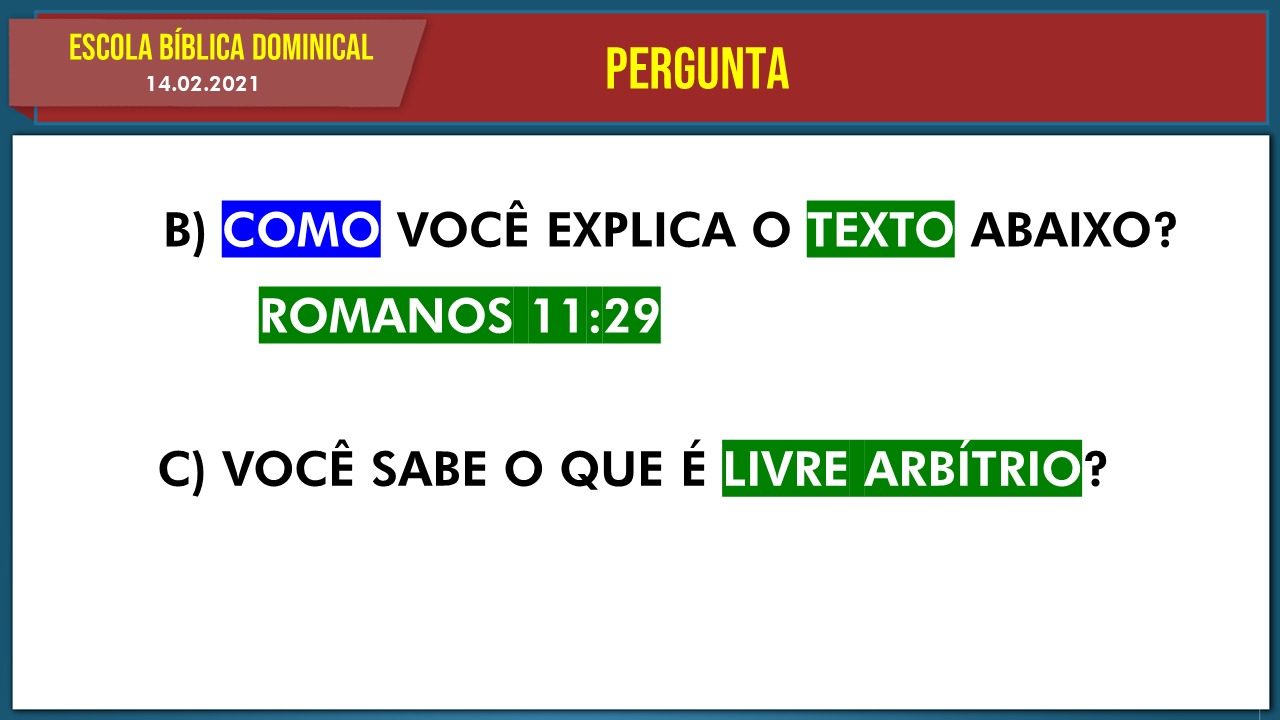 ESCOLA BÍBLICA DOMINICAL
14.02.2021
PERGUNTA
B) COMO VOCÊ EXPLICA O TEXTO ABAIXO?
ROMANOS 11:29
C) VOCÊ SABE O QUE É LIVRE ARBÍTRIO?